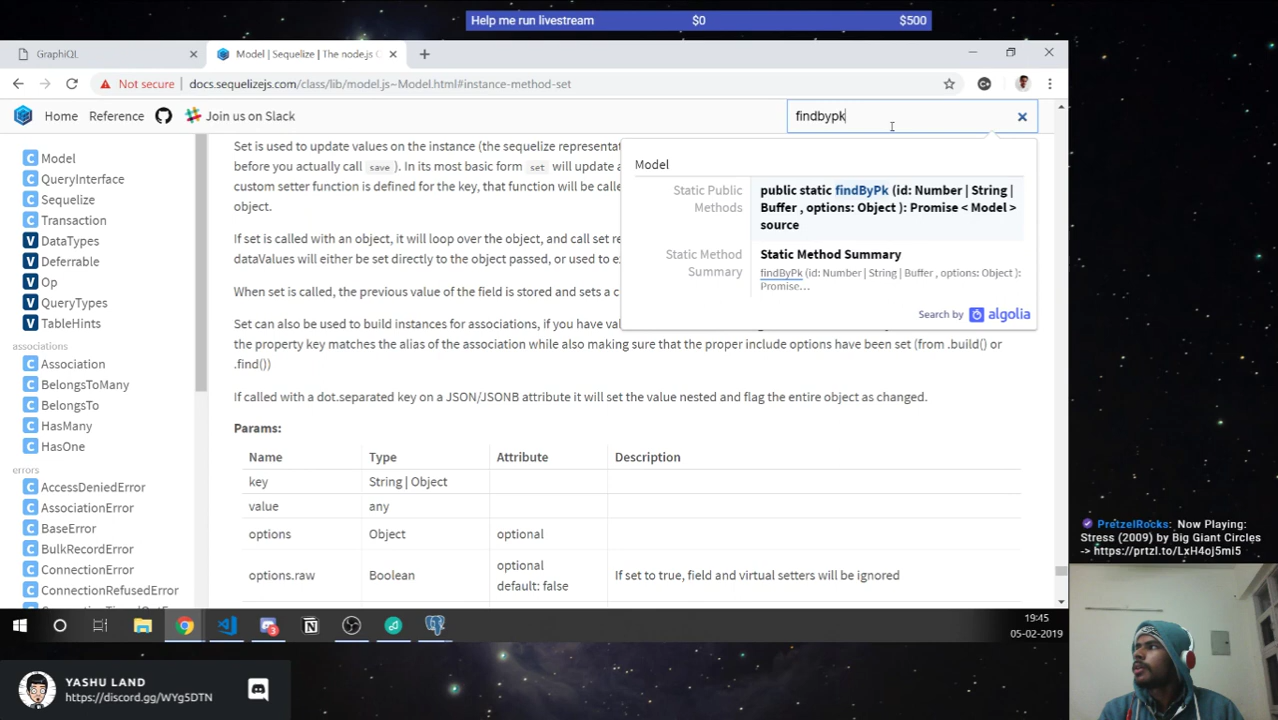 Help me run livestream $0 $500
GraphiQL
Model | Sequelize | The node.js
Not secure docs.sequelizejs.com/class/lib/model.js~Model.html#instance-method-set
Home Reference Join us on Slack
findbypk
Model
QueryInterface
Sequelize
Transaction
V DataTypes
V Deferrable
V Op
V QueryTypes
V TableHints
associations
C Association
C BelongsToMany
C BelongsTo
C HasMany
C HasOne
errors
C AccessDeniedError
C AssociationError
C BaseError
C BulkRecordError
C ConnectionError
C ConnectionRefusedError
Set is used to update values on the instance (the sequelize representa
before you actually call save ). In its most basic form set will update a
custom setter function is defined for the key, that function will be calle
object.
If set is called with an object, it will loop over the object, and call set re
dataValues will either be set directly to the object passed, or used to e
When set is called, the previous value of the field is stored and sets a c
Set can also be used to build instances for associations, if you have val
the property key matches the alias of the association while also making sure that the proper include options have been set (from .build() or
.find())
If called with a dot.separated key on a JSON/JSONB attribute it will set the value nested and flag the entire object as changed.
Params:
Name Type Attribute Description
key String | Object
value any
options Object optional
options.raw Boolean optional
default: false If set to true, field and virtual setters will be ignored
Model
Static Public
Methods
public static findByPk (id: Number | String |
Buffer , options: Object ): Promise < Model >
source
Static Method
Summary
Static Method Summary
findByPk (id: Number | String | Buffer , options: Object ):
Promise…
Search by algolia
PretzelRocks: Now Playing:
Stress (2009) by Big Giant Circles
-> https://prtzl.to/LxH4oj5mi5
19:45
05-02-2019
YASHU LAND
https://discord.gg/WYg5DTN